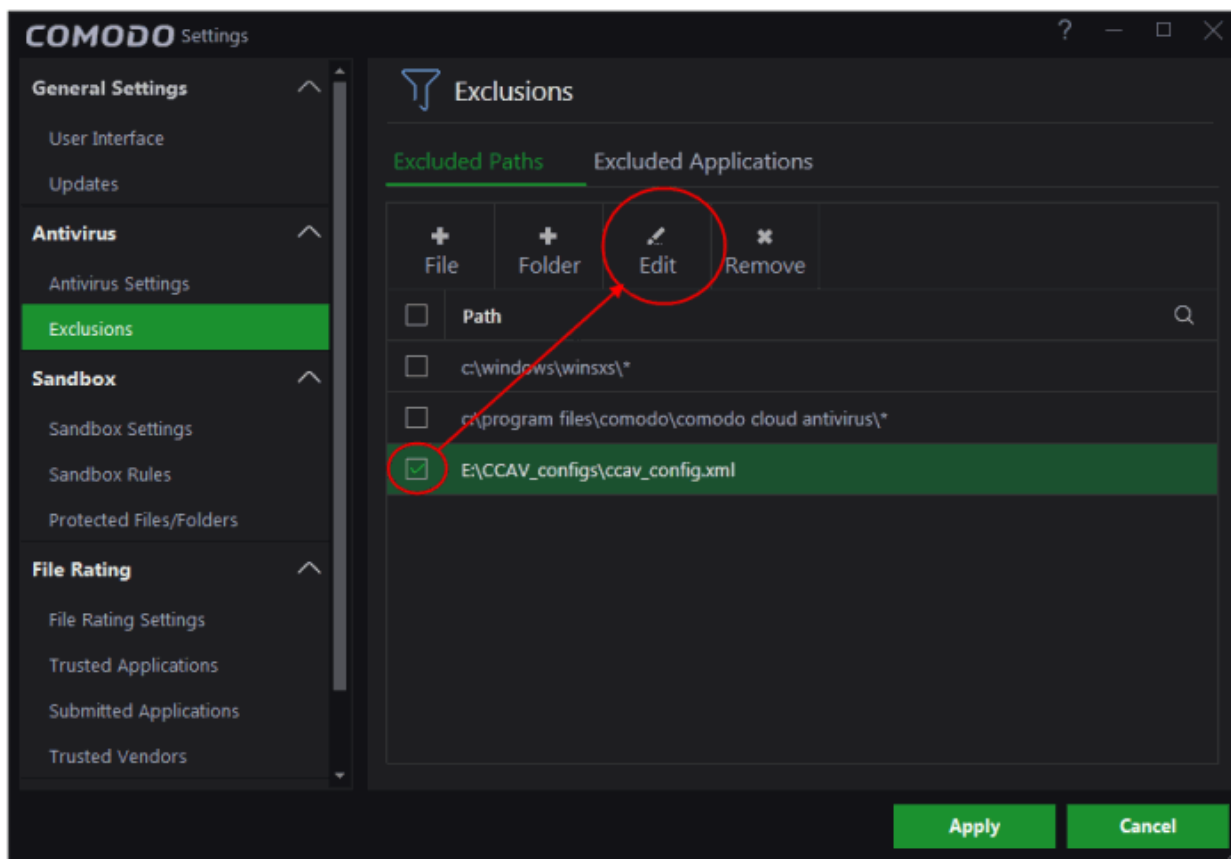 COMODO Settings
?
General Settings
User Interface
Updates
Antivirus
Antivirus Settings
Exclusions
Sandbox
Sandbox Settings
Sandbox Rules
Protected Files/Folders
File Rating
File Rating Settings
Trusted Applications
Submitted Applications
Trusted Vendors
Exclusions
Excluded Paths Excluded Applications
File Folder Edit Remove
Path
c:\windows\winsxs\*
c:\program files\comodo\comodo cloud antivirus\*
E:\CCAV_configs\ccav_config.xml
Apply Cancel